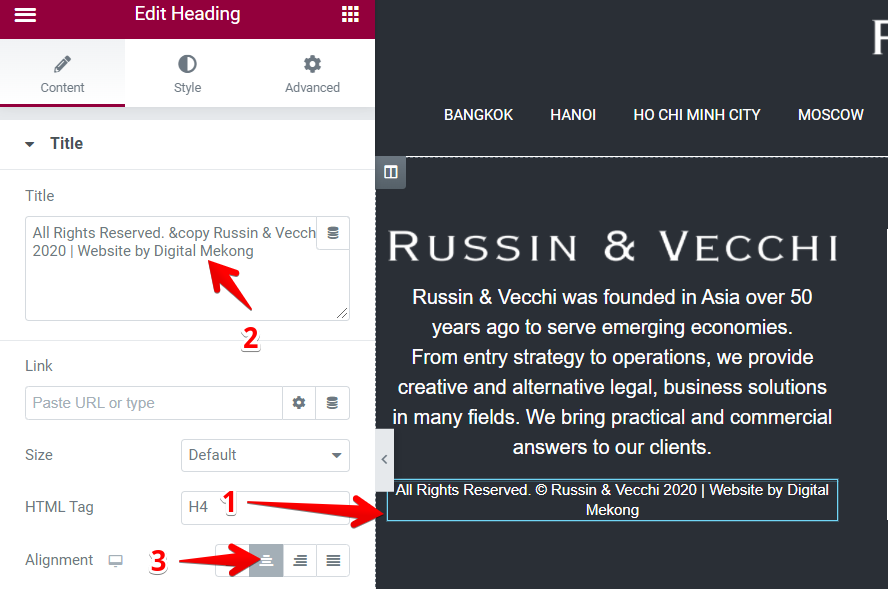 Edit Heading
Content
Style
Advanced
Title
Title
All Rights Reserved. &copy Russin & Vecch
2020 | Website by Digital Mekong
2
Link
Paste URL or type
Size
Default
HTML Tag
H4
1
Alignment
3
BANGKOK
HANOI
HO CHI MINH CITY
MOSCOW
RUSSIN & VECCHI
Russin & Vecchi was founded in Asia over 50
years ago to serve emerging economies.
From entry strategy to operations, we provide
creative and alternative legal, business solutions
in many fields. We bring practical and commercial
answers to our clients.
All Rights Reserved. © Russin & Vecchi 2020 | Website by Digital
Mekong